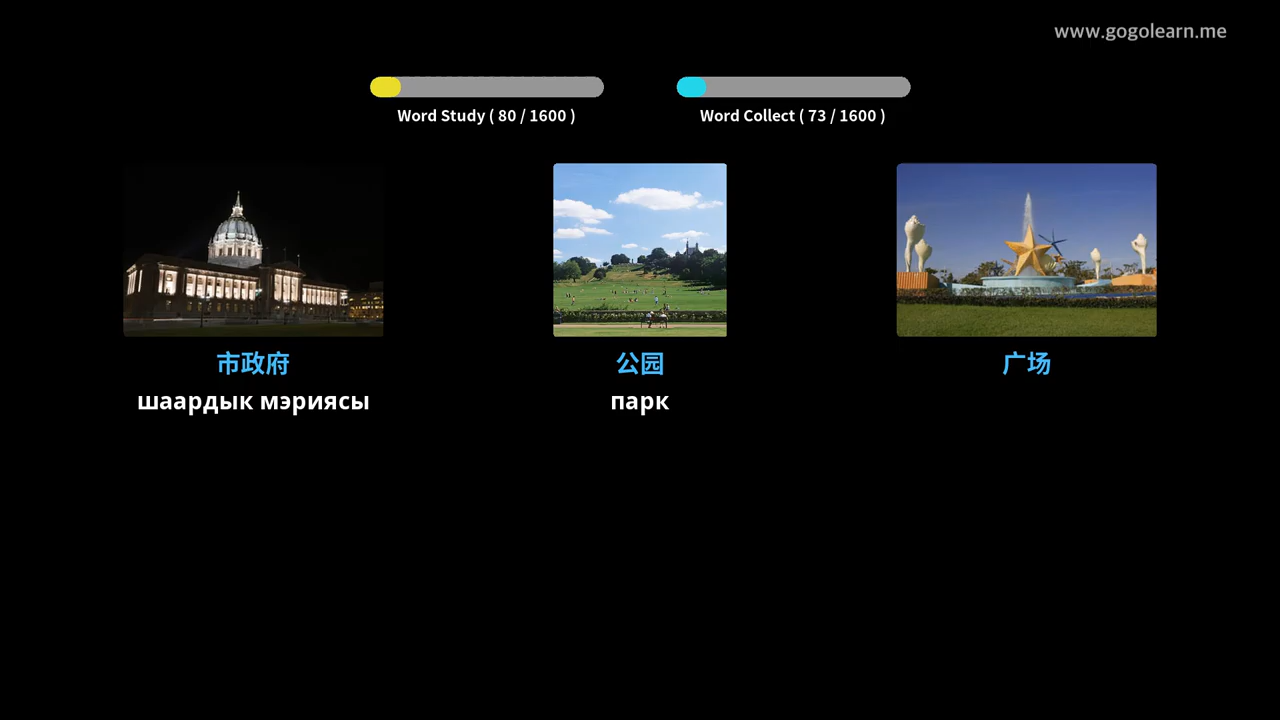 www.gogolearn.me
Word Study ( 80 / 1600 )
Word Collect ( 73 / 1600 )
市政府
公园
广场
шаардык мэриясы
парк